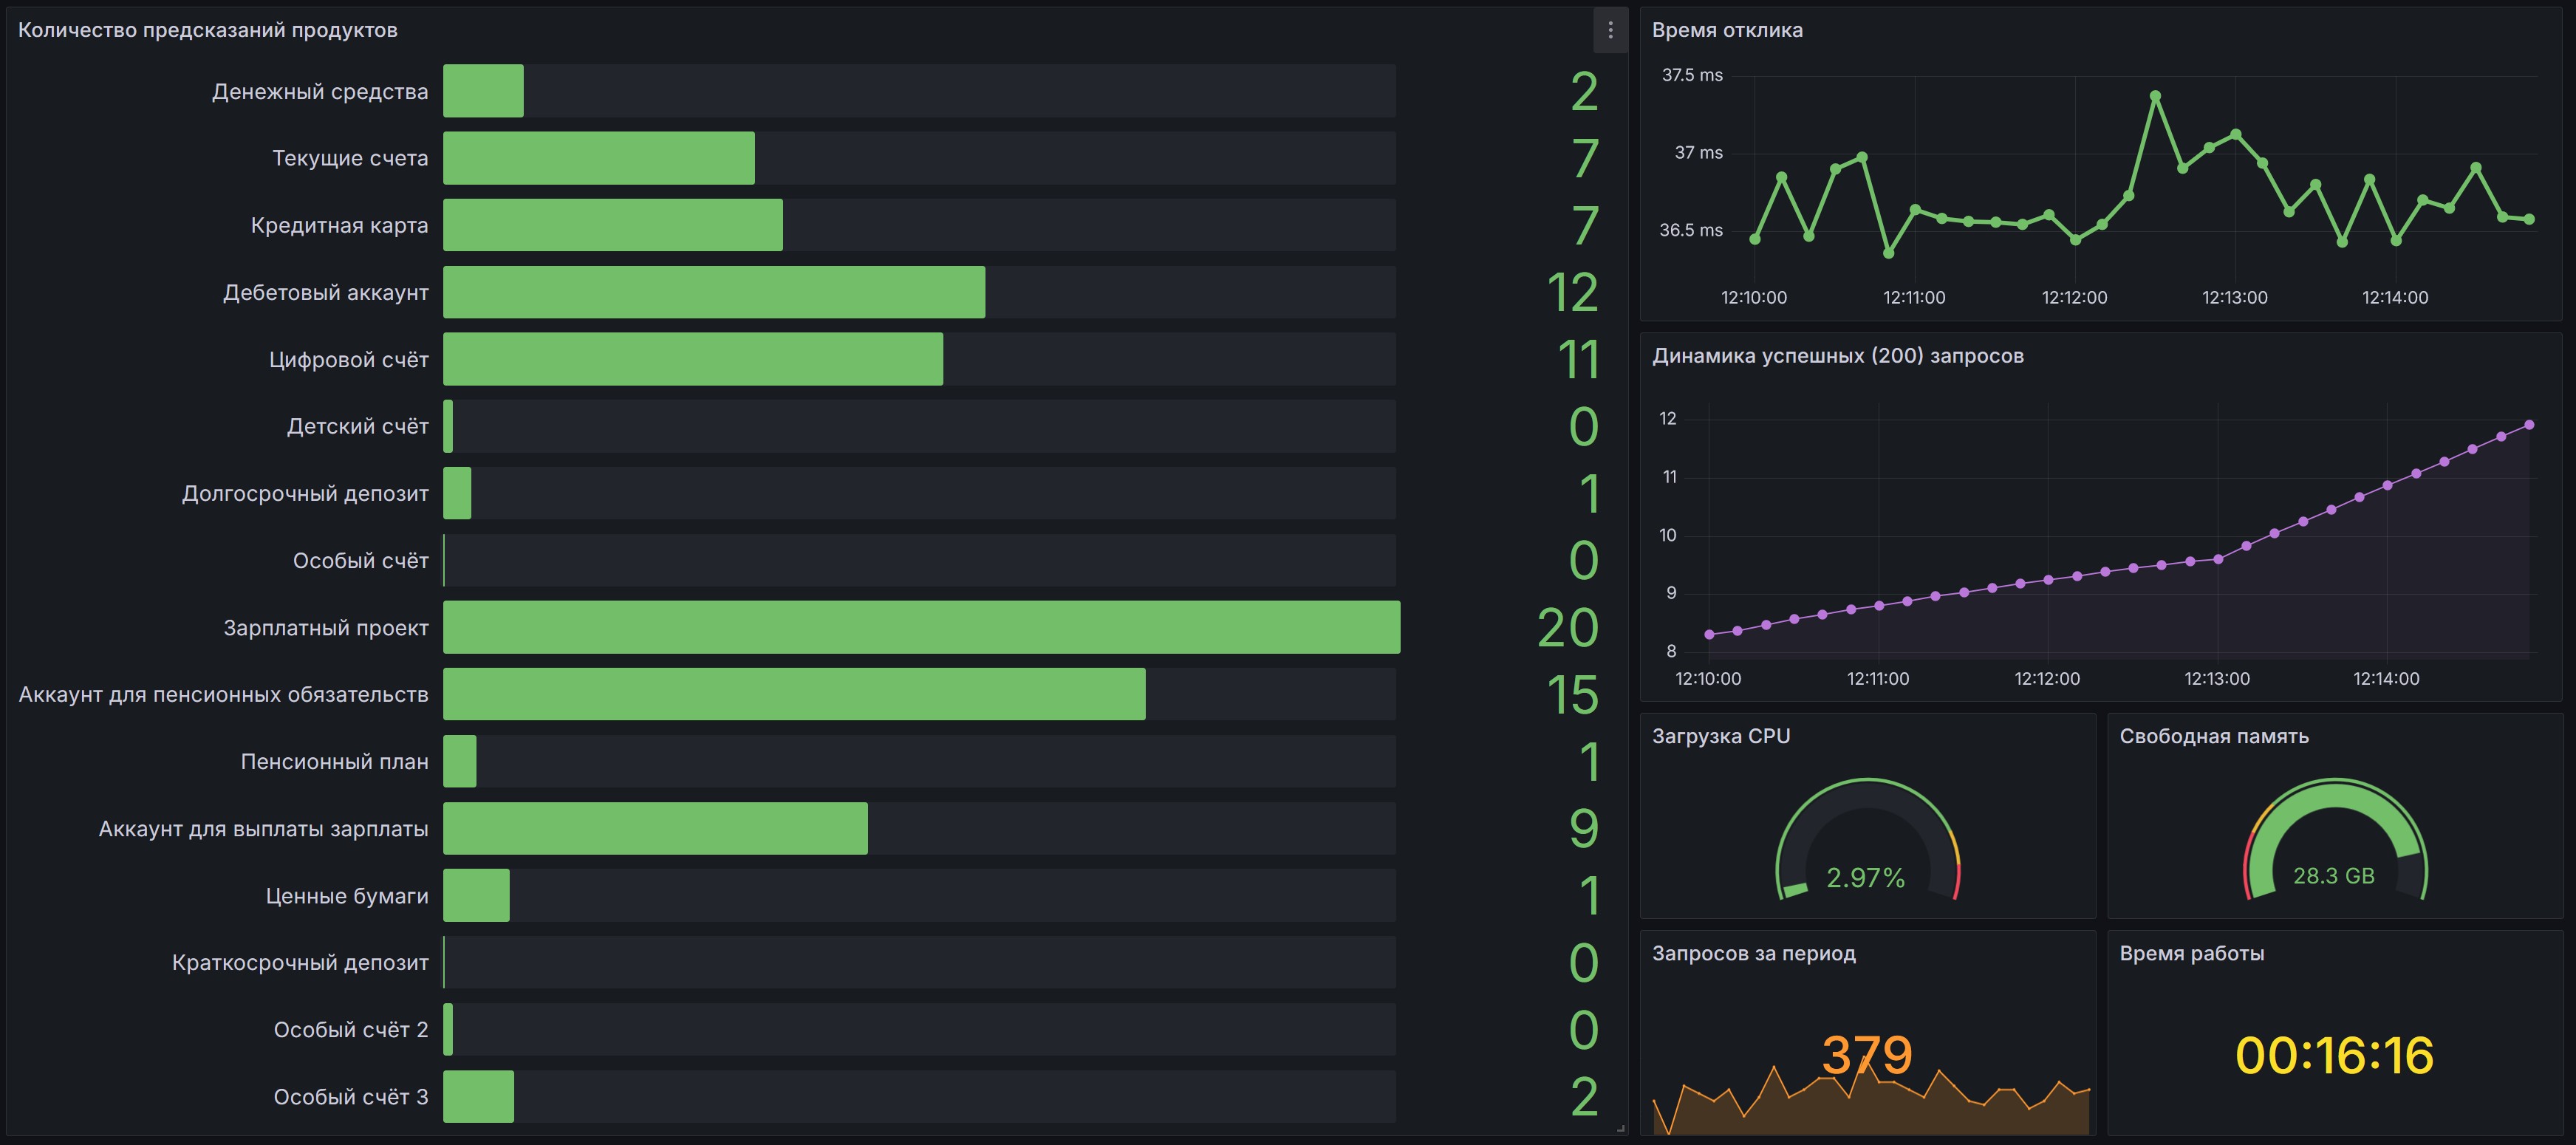 Количество предсказаний продуктов
Денежный средства 2
Текущие счета 7
Кредитная карта 7
Дебетовый аккаунт 12
Цифровой счёт 11
Детский счёт 0
Долгосрочный депозит 1
Особый счёт 0
Зарплатный проект 20
Аккаунт для пенсионных обязательств 15
Пенсионный план 1
Аккаунт для выплаты зарплаты 9
Ценные бумаги 1
Краткосрочный депозит 0
Особый счёт 2 0
Особый счёт 3 2
Время отклика
37.5 ms
37 ms
36.5 ms
12:10:00 12:11:00 12:12:00 12:13:00 12:14:00
Динамика успешных (200) запросов
12
11
10
9
8
12:10:00 12:11:00 12:12:00 12:13:00 12:14:00
Загрузка CPU
2.97%
Свободная память
28.3 GB
Запросов за период
379
Время работы
00:16:16